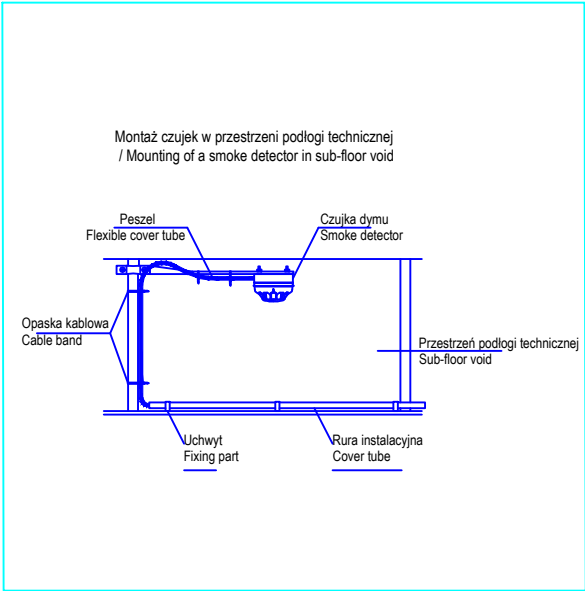 Montaż czujek w przestrzeni podłogi technicznej
/ Mounting of a smoke detector in sub-floor void
Peszel
Flexible cover tube
Czujka dymu
Smoke detector
Opaska kablowa
Cable band
Przestrzeń podłogi technicznej
Sub-floor void
Uchwyt
Fixing part
Rura instalacyjna
Cover tube